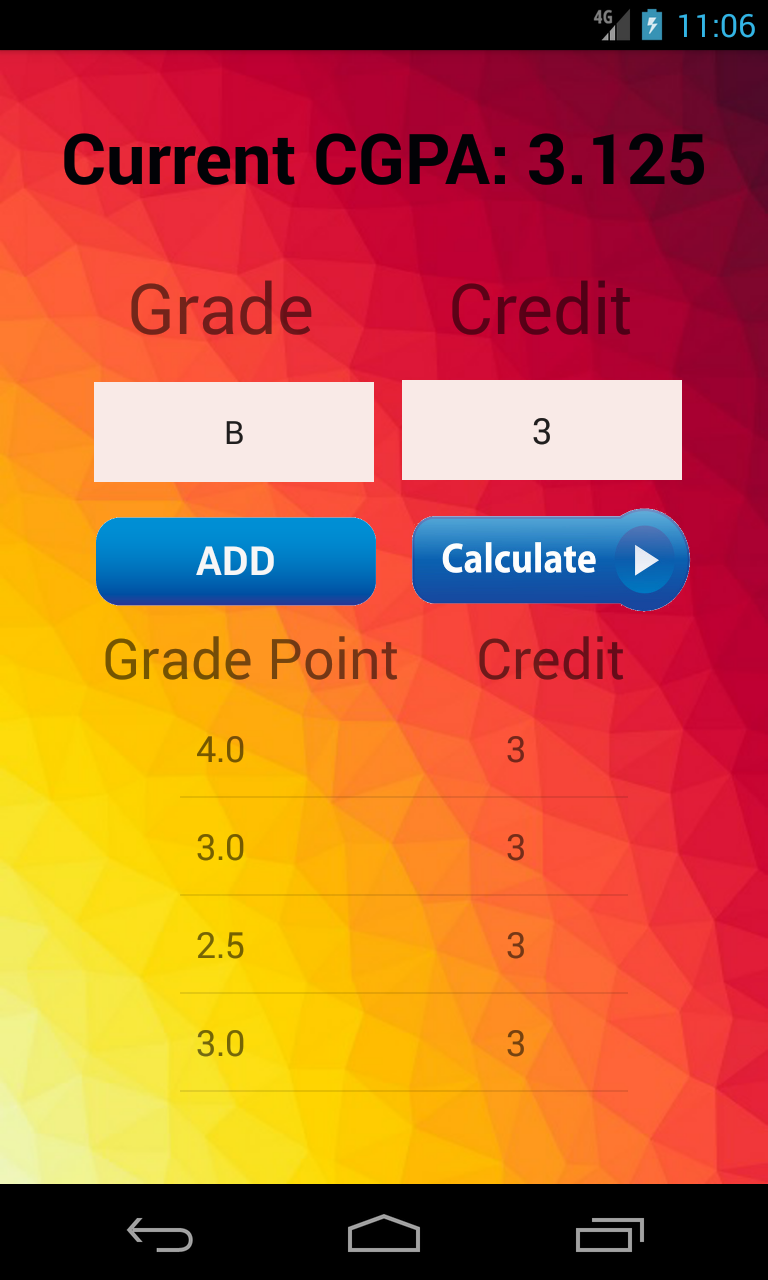 4G 11:06
Current CGPA: 3.125
Grade Credit
B 3
ADD Calculate
Grade Point Credit
4.0 3
3.0 3
2.5 3
3.0 3